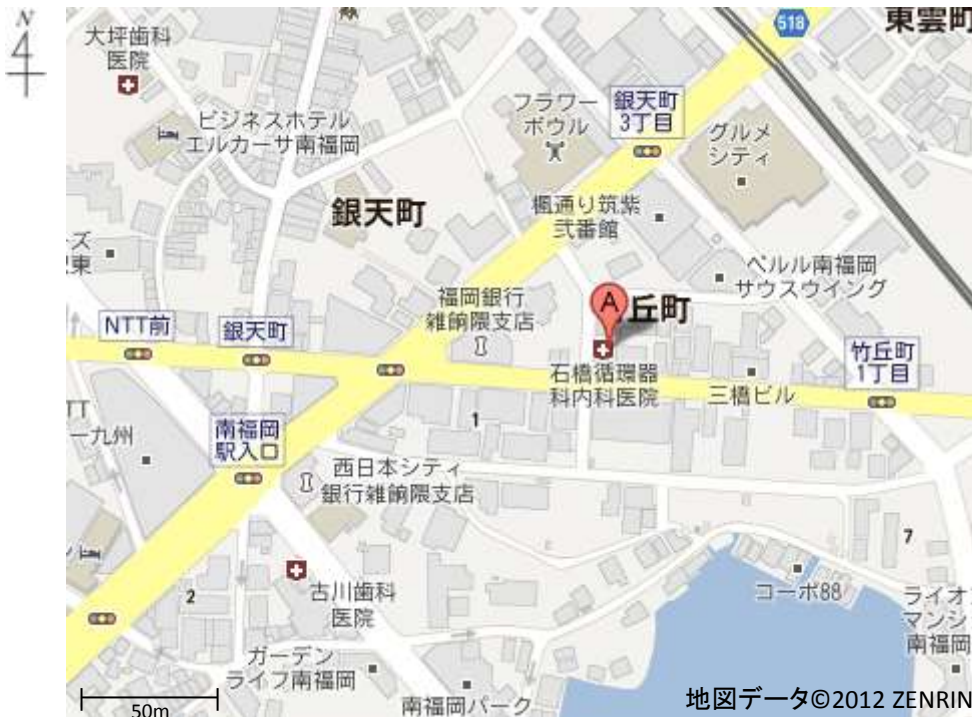 N
518
東雲町
大坪歯科
医院
ビジネスホテル
エルカーサ南福岡
フラワー
ボウル
銀天町
3丁目
グルメ
シティ
銀天町
楓通り筑紫
弐番館
ーズ
東
ベルル南福岡
サウスウイング
福岡銀行
雑餉隈支店
A
丘町
NTT前
銀天町
竹丘町
1丁目
石橋循環器
科内科医院
三橋ビル
TT
ー九州
南福岡
駅入口
1
西日本シティ
銀行雑餉隈支店
7
2
古川歯科
医院
コーポ88
ライオ
マンシ
南福岡
ガーデン
ライフ南福岡
南福岡パーク
50m
地図データ©2012 ZENRIN